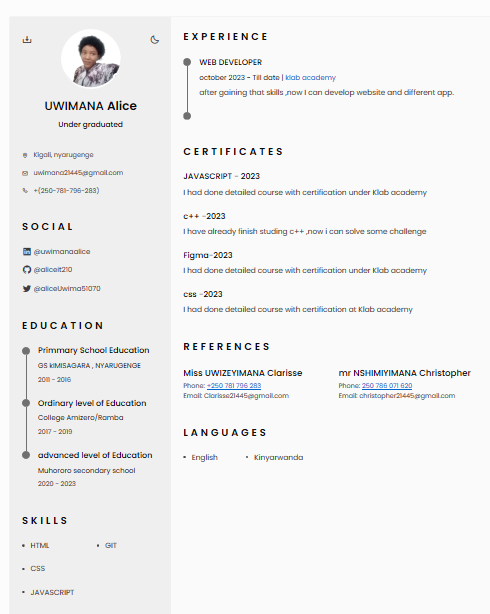 UWIMANA Alice
Under graduated
Kigoli, nyarugenge
uwimana21445@gmail.com
+(250-781-796-283)
SOCIAL
@uwimanaalice
@aliceit210
@aliceUwima51070
EDUCATION
Primmary School Education
GS kIMISAGARA , NYARUGENGE
2011 - 2016
Ordinary level of Education
College Amizero/Ramba
2017 - 2019
advanced level of Education
Muhororo secondary school
2020 - 2023
SKILLS
HTML
GIT
CSS
JAVASCRIPT
EXPERIENCE
WEB DEVELOPER
october 2023 - Till date | klab academy
after gaining that skills ,now I can develop website and different app.
CERTIFICATES
JAVASCRIPT - 2023
I had done detailed course with certification under Klab academy
c++ -2023
I have already finish studing c++ ,now i can solve some challenge
Figma-2023
I had done detailed course with certification under Klab academy
css -2023
I had done detailed course with certification at Klab academy
REFERENCES
Miss UWIZEYIMANA Clarisse
Phone: +250 781 796 283
Email: Clarisse21445@gmail.com
mr NSHIMIYIMANA Christopher
Phone: 250 786 071 620
Email: christopher21445@gmail.com
LANGUAGES
English
Kinyarwanda